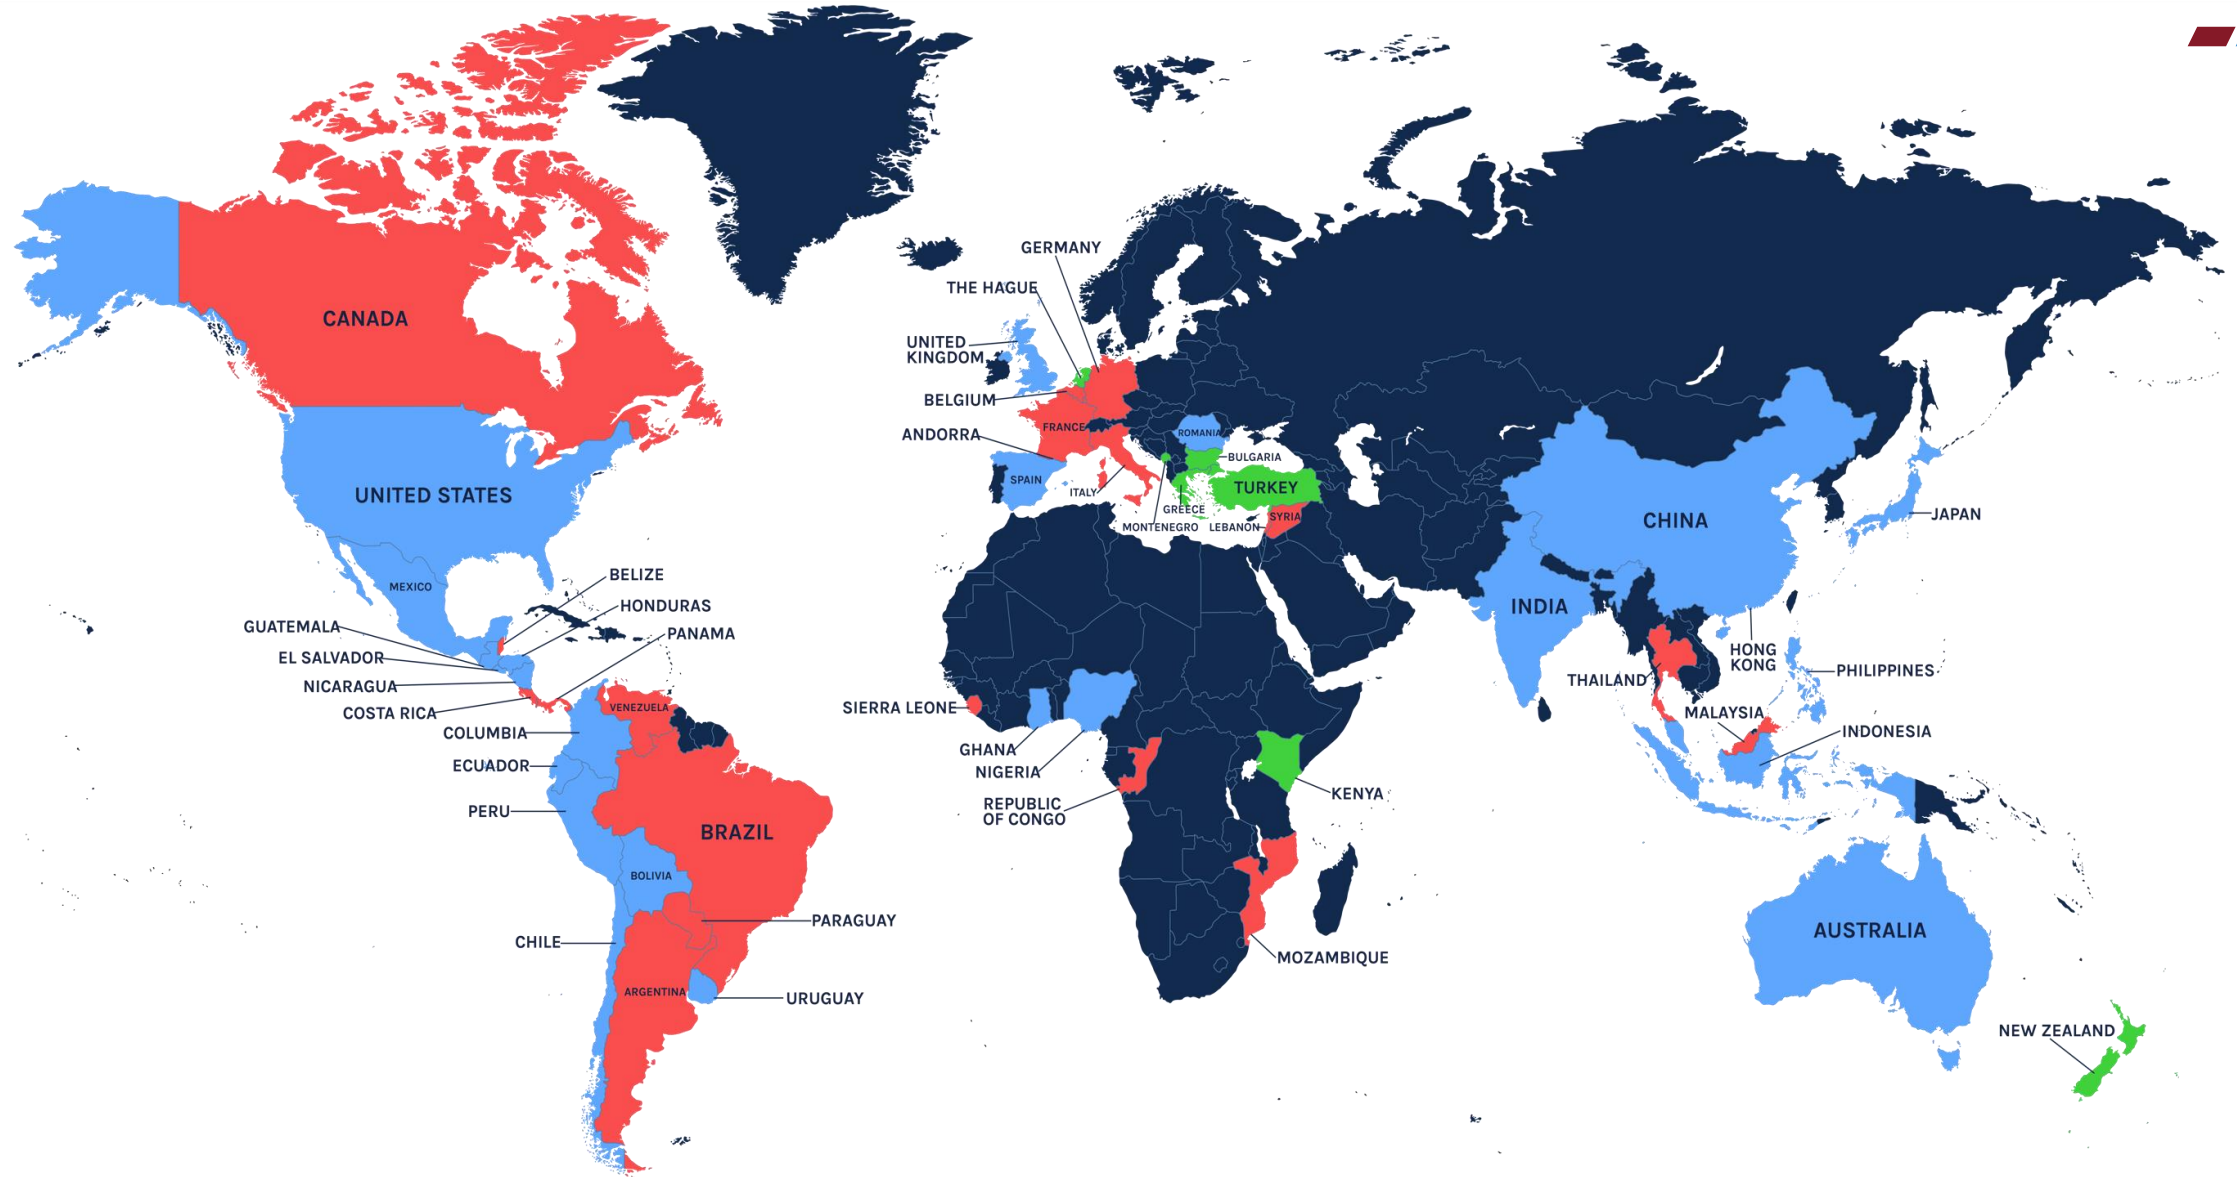 CANADA
UNITED STATES
MEXICO
BELIZE
HONDURAS
PANAMA
GUATEMALA
EL SALVADOR
NICARAGUA
COSTA RICA
COLUMBIA
ECUADOR
PERU
VENEZUELA
BRAZIL
BOLIVIA
PARAGUAY
CHILE
ARGENTINA
URUGUAY
GERMANY
THE HAGUE
UNITED
KINGDOM
BELGIUM
ANDORRA
FRANCE
SPAIN
ITALY
ROMANIA
BULGARIA
TURKEY
GREECE
MONTENEGRO
LEBANON
SYRIA
SIERRA LEONE
GHANA
NIGERIA
REPUBLIC
OF CONGO
KENYA
MOZAMBIQUE
CHINA
JAPAN
INDIA
HONG
KONG
THAILAND
PHILIPPINES
MALAYSIA
INDONESIA
AUSTRALIA
NEW ZEALAND